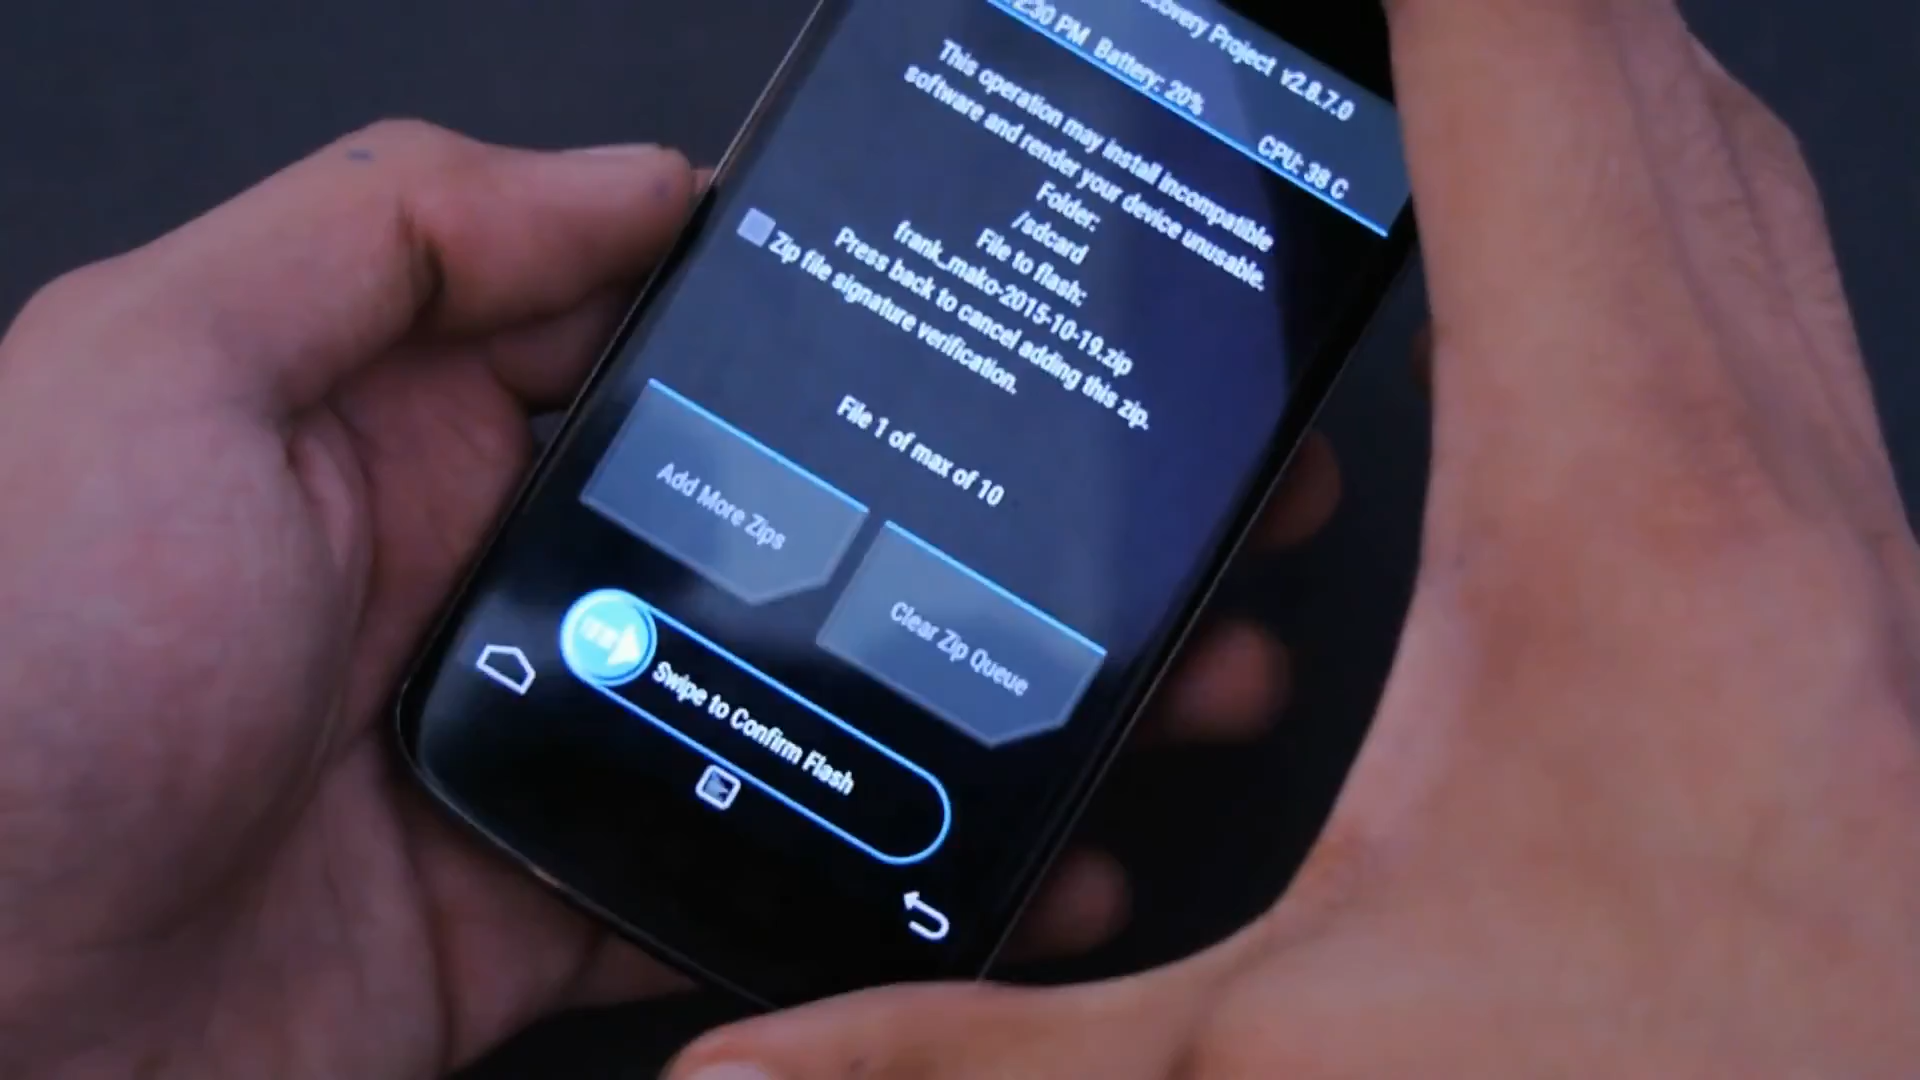 Project v2.8.7.0
:30 PM Battery: 20%
CPU: 38 C
This operation may install incompatible
software and render your device unusable.
Folder:
/sdcard
File to flash:
frank_mako-2015-10-19.zip
Press back to cancel adding this zip.
Zip file signature verification.
File 1 of max of 10
Add More Zips
Clear Zip Queue
Swipe to Confirm Flash